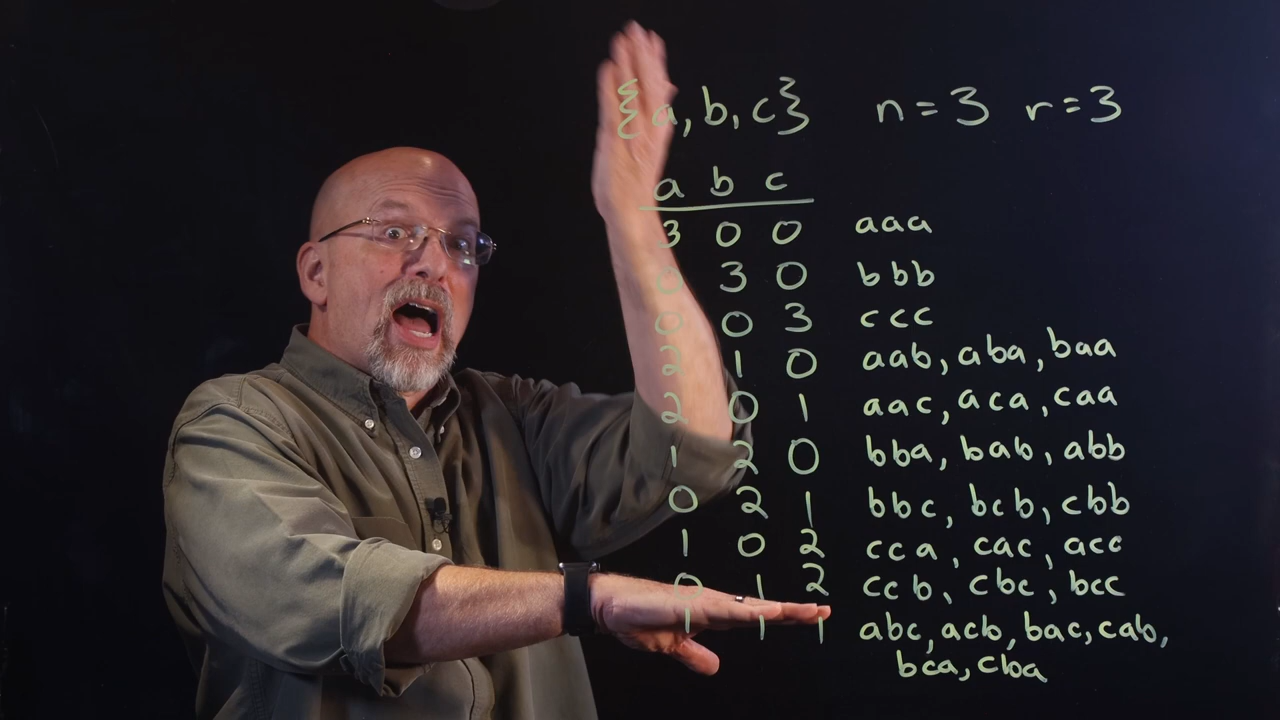 {a, b, c} n = 3 r = 3
a b c
3 0 0 aaa
0 3 0 bbb
0 0 3 ccc
2 1 0 aab, aba, baa
2 0 1 aac, aca, caa
1 2 0 bba, bab, abb
0 2 1 bbc, bcb, cbb
1 0 2 cca, cac, acc
0 1 2 ccb, cbc, bcc
1 1 1 abc, acb, bac, cab,
bca, cba